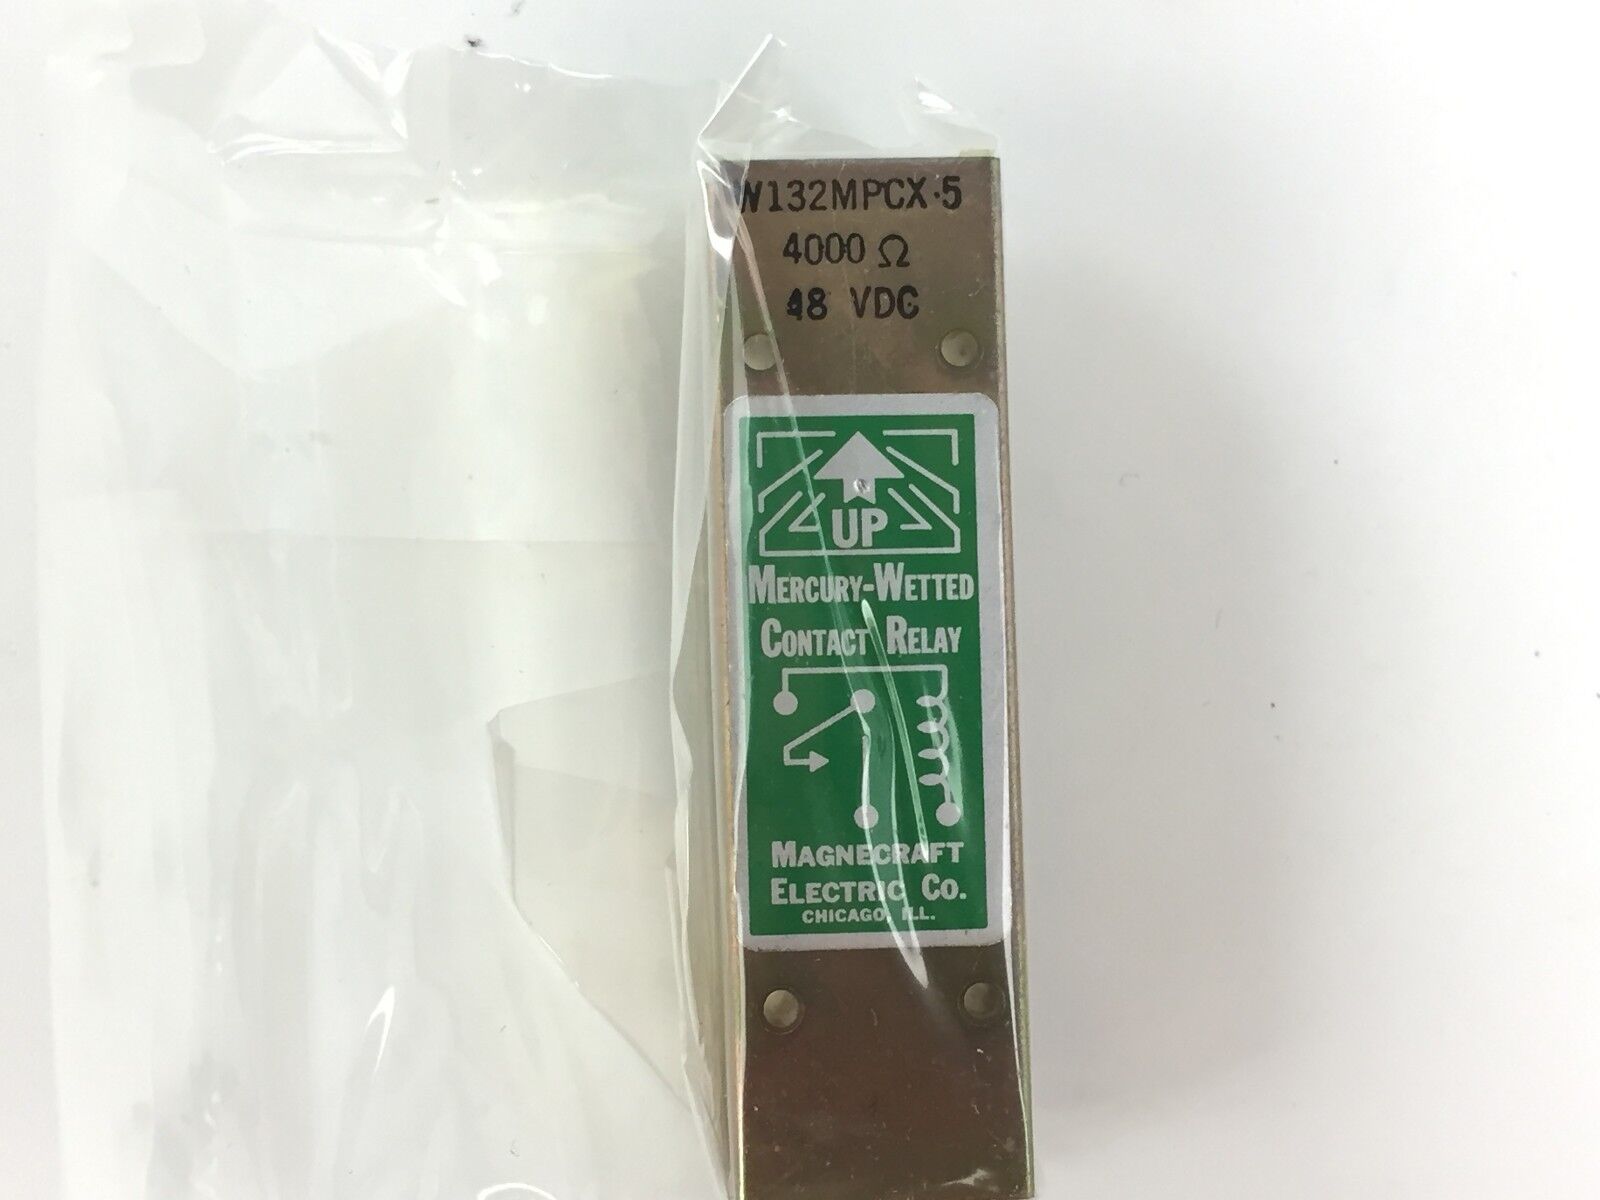 W132MPCX-5
4000 Ω
48 VDC
UP
MERCURY-WETTED
CONTACT RELAY
MAGNECRAFT
ELECTRIC CO.
CHICAGO, ILL.